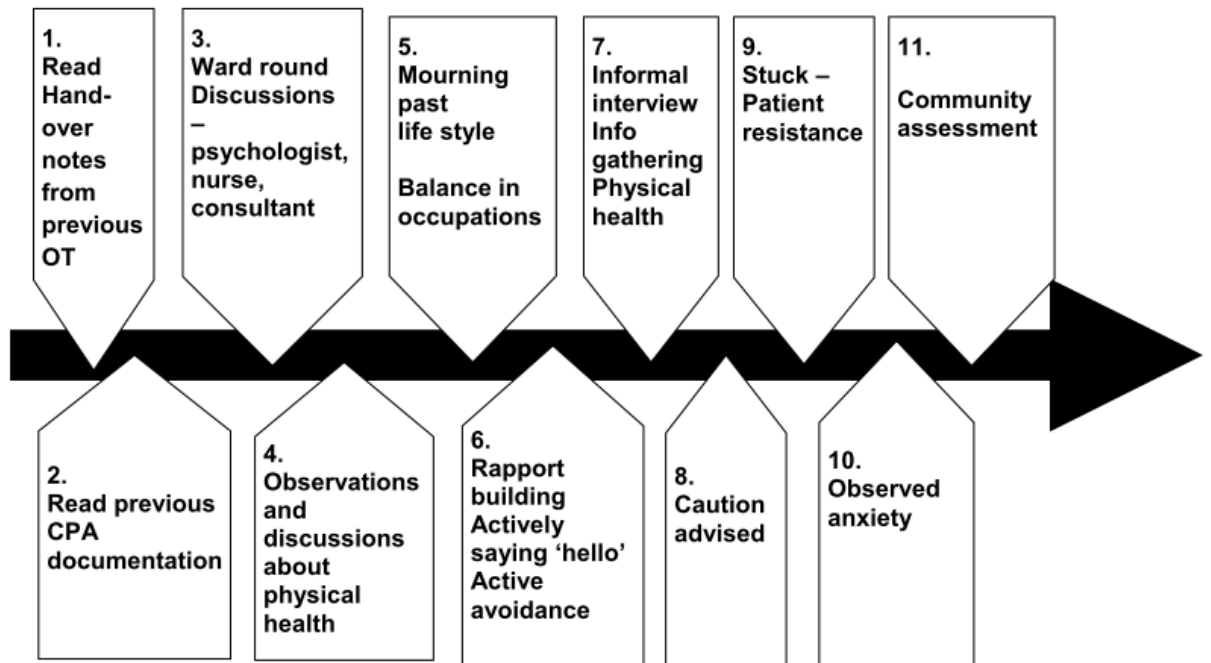 1.
Read
Hand-
over
notes
from
previous
OT
2.
Read previous
CPA
documentation
3.
Ward round
Discussions
–
psychologist,
nurse,
consultant
4.
Observations
and
discussions
about
physical
health
5.
Mourning
past
life style
Balance in
occupations
6.
Rapport
building
Actively
saying ‘hello’
Active
avoidance
7.
Informal
interview
Info
gathering
Physical
health
8.
Caution
advised
9.
Stuck –
Patient
resistance
10.
Observed
anxiety
11.
Community
assessment